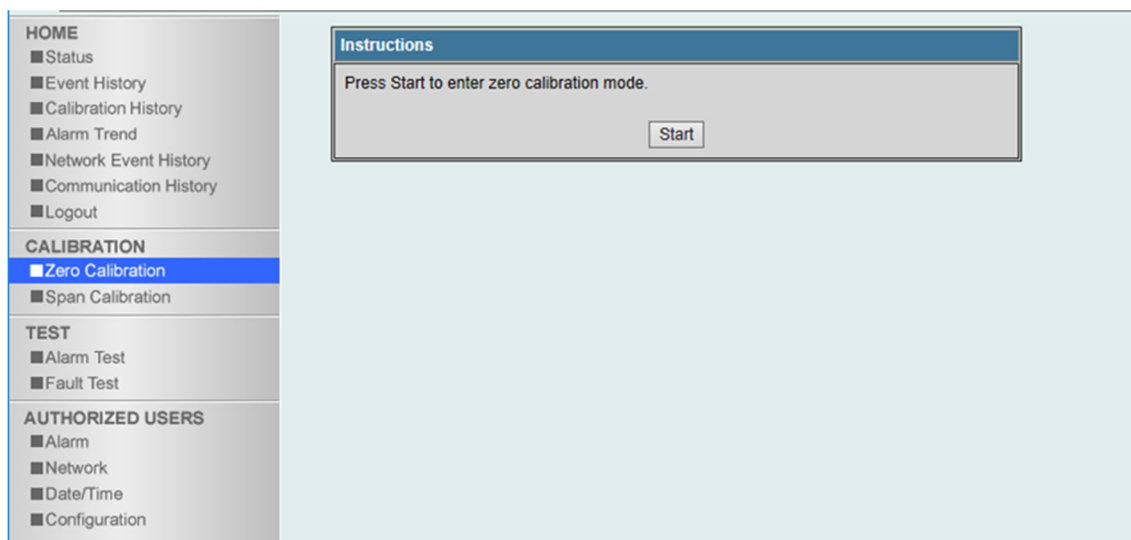 HOME
Status
Event History
Calibration History
Alarm Trend
Network Event History
Communication History
Logout
CALIBRATION
Zero Calibration
Span Calibration
TEST
Alarm Test
Fault Test
AUTHORIZED USERS
Alarm
Network
Date/Time
Configuration
Instructions
Press Start to enter zero calibration mode.
Start